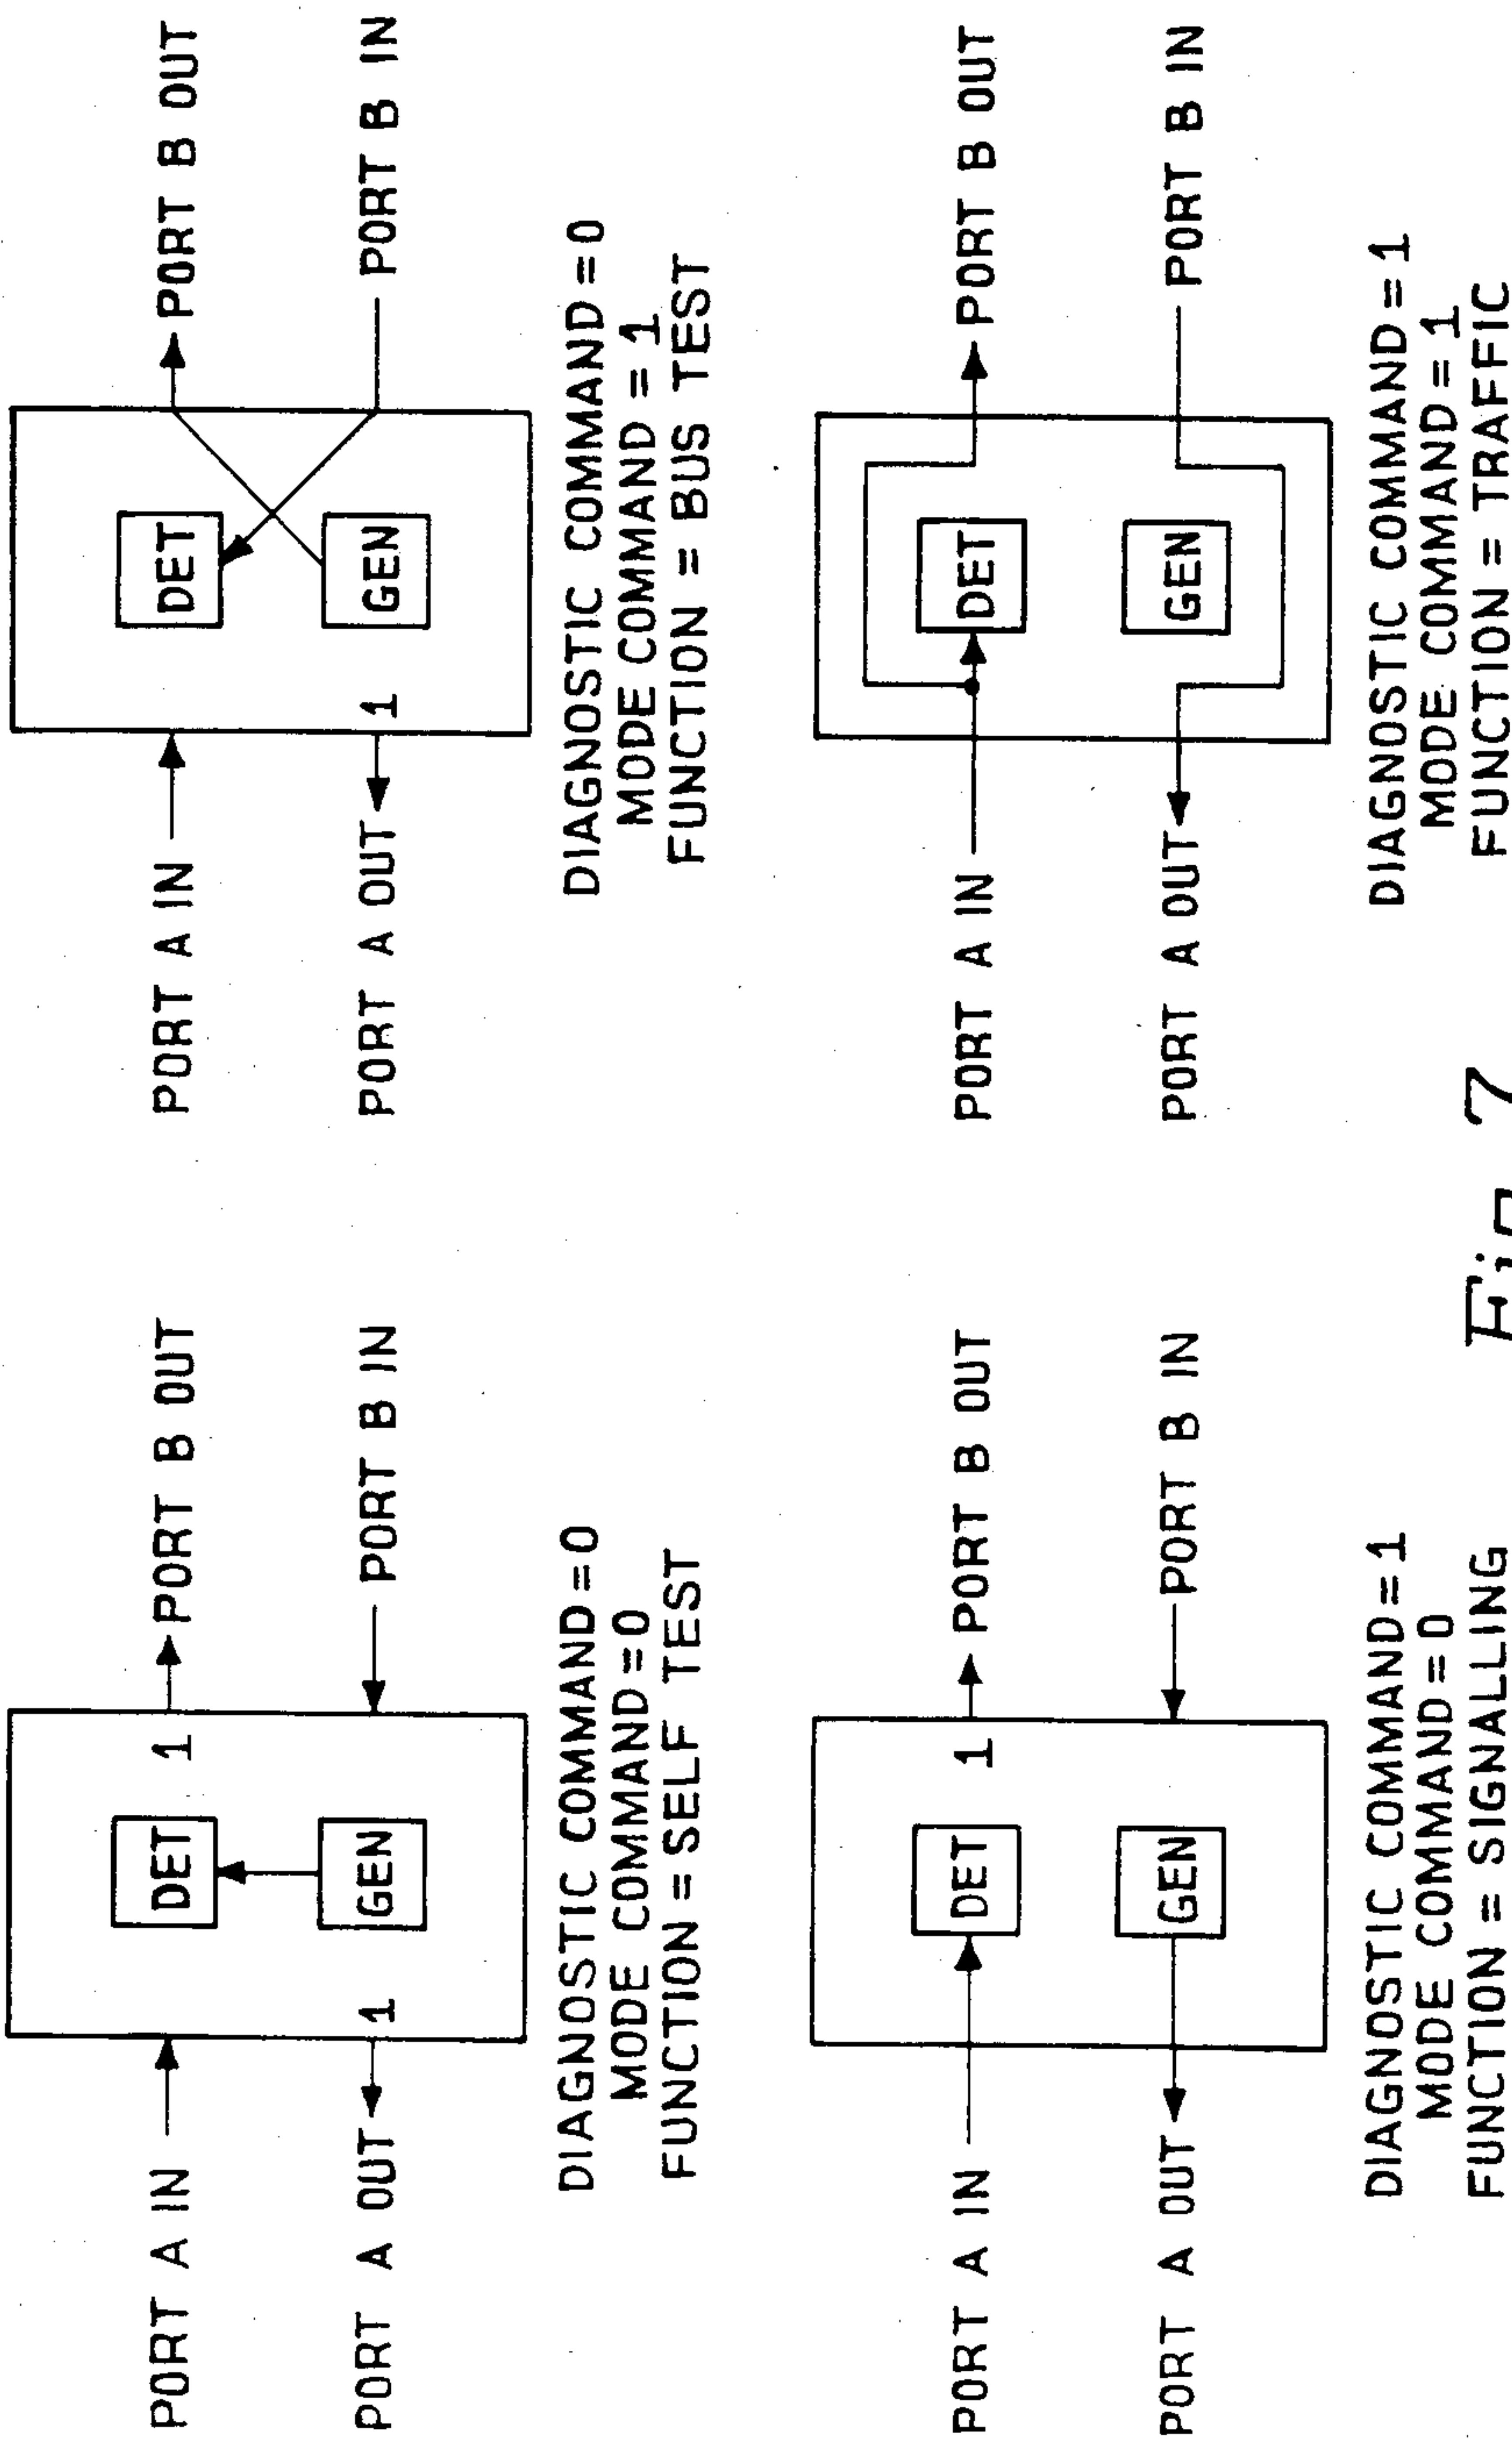 PORT A IN
DET
1
PORT B OUT
PORT A OUT
1
GEN
PORT B IN
DIAGNOSTIC COMMAND=0
MODE COMMAND=0
FUNCTION = SELF TEST
PORT A IN
DET
PORT B OUT
PORT A OUT
1
GEN
PORT B IN
DIAGNOSTIC COMMAND=0
MODE COMMAND = 1
FUNCTION = BUS TEST
PORT A IN
DET
1
PORT B OUT
PORT A OUT
GEN
PORT B IN
DIAGNOSTIC COMMAND=1
MODE COMMAND=0
FUNCTION = SIGNALLING
PORT A IN
DET
PORT B OUT
PORT A OUT
GEN
PORT B IN
DIAGNOSTIC COMMAND=1
MODE COMMAND=1
FUNCTION = TRAFFIC
Fig 7